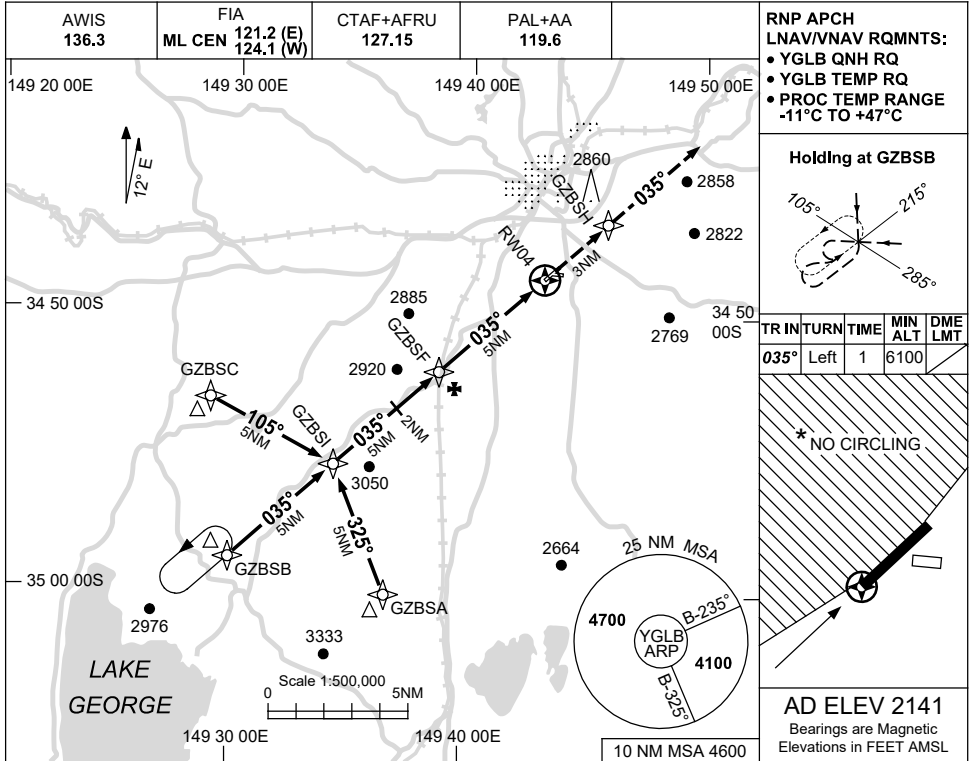 AWIS
136.3
FIA
ML CEN 121.2 (E)
124.1 (W)
CTAF+AFRU
127.15
PAL+AA
119.6
RNP APCH
LNAV/VNAV RQMNTS:
● YGLB QNH RQ
● YGLB TEMP RQ
● PROC TEMP RANGE
-11°C TO +47°C
149 20 00E
149 30 00E
149 40 00E
149 50 00E
12° E
2860
GZBSH
035°
2858
2822
RW04
3NM
Holding at GZBSB
105°
215°
285°
34 50 00S
2885
GZBSF
035°
5NM
2769
34 50
00S
TR IN TURN TIME MIN ALT DME LMT
035° Left 1 6100
GZBSC
2920
105°
5NM
GZBSI
035°
5NM
2NM
3050
* NO CIRCLING
035°
5NM
325°
5NM
GZBSB
35 00 00S
GZBSA
2664
25 NM MSA
4700
B-235°
YGLB
ARP
4100
B-325°
2976
3333
LAKE
GEORGE
Scale 1:500,000
0 5NM
149 30 00E
149 40 00E
10 NM MSA 4600
AD ELEV 2141
Bearings are Magnetic
Elevations in FEET AMSL